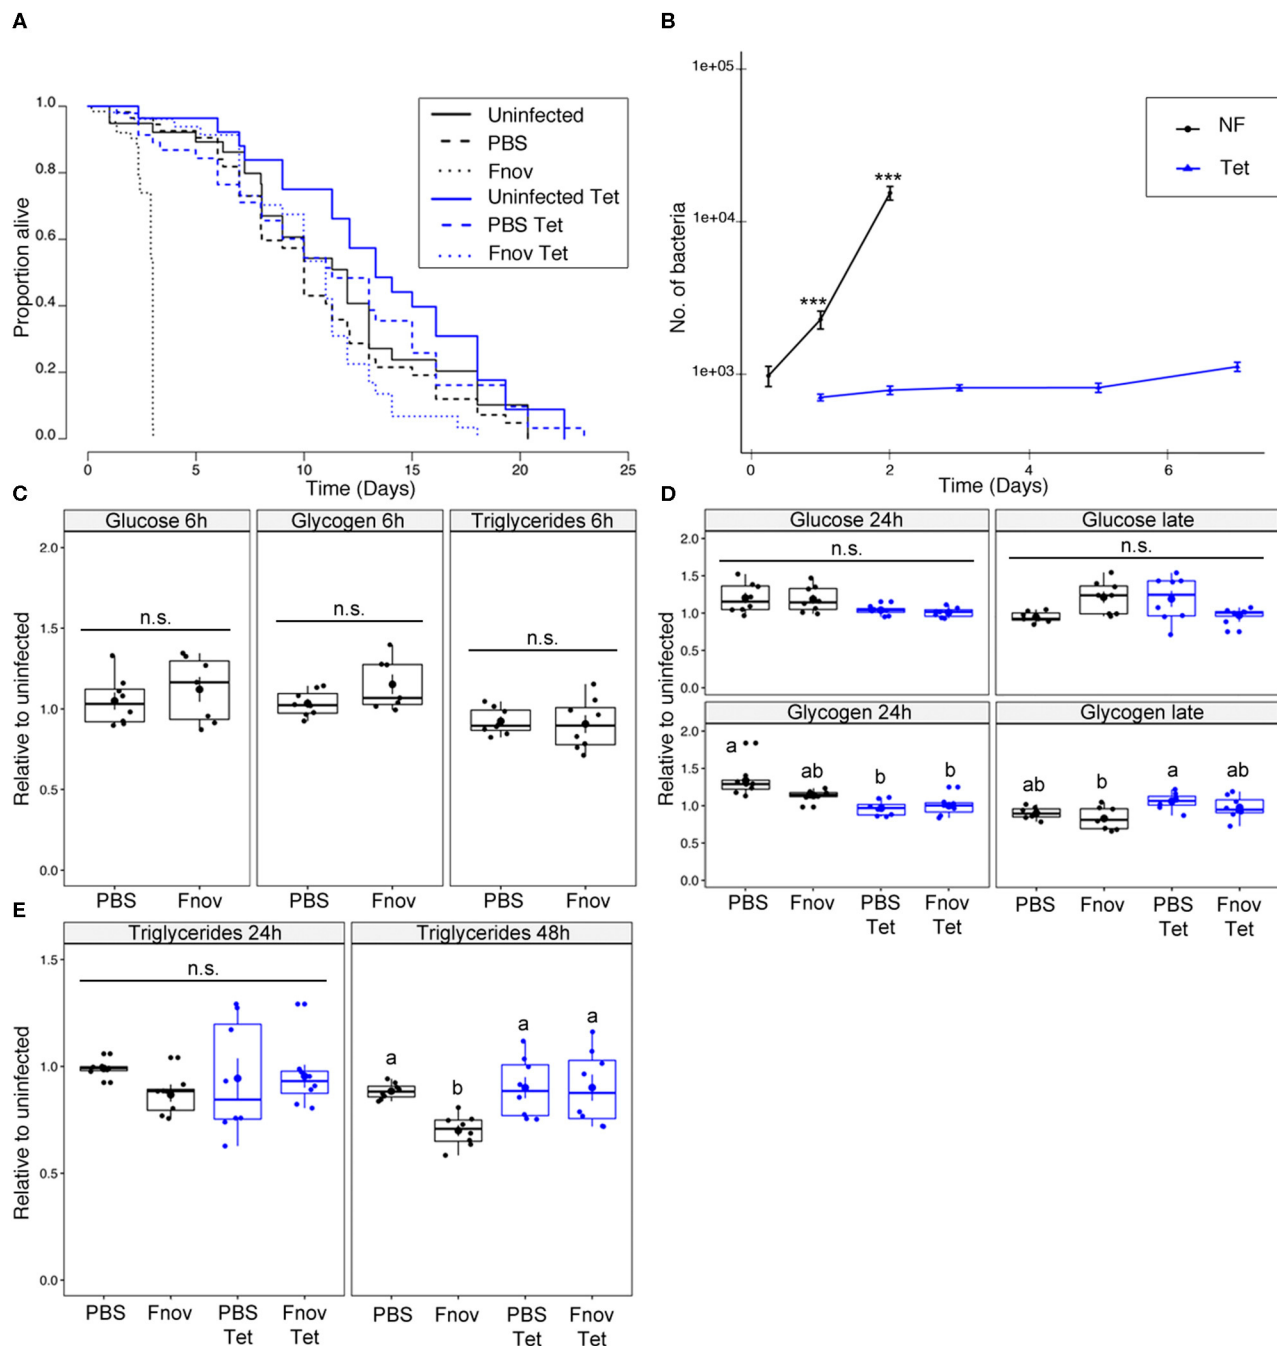 A
1.0
0.8
0.6
0.4
0.2
0.0
Proportion alive
0
5
10
15
20
25
Time (Days)
Uninfected
PBS
Fnov
Uninfected Tet
PBS Tet
Fnov Tet
B
1e+05
1e+04
1e+03
No. of bacteria
***
***
0
2
4
6
Time (Days)
NF
Tet
C
Glucose 6h
Glycogen 6h
Triglycerides 6h
2.0
1.5
1.0
0.5
0.0
Relative to uninfected
n.s.
n.s.
n.s.
PBS
Fnov
PBS
Fnov
PBS
Fnov
D
Glucose 24h
Glucose late
2.0
1.5
1.0
0.5
0.0
n.s.
n.s.
Relative to uninfected
Glycogen 24h
Glycogen late
2.0
1.5
1.0
0.5
0.0
a
ab
b
b
ab
b
a
ab
PBS
Fnov
PBS Tet
Fnov Tet
PBS
Fnov
PBS Tet
Fnov Tet
E
Triglycerides 24h
Triglycerides 48h
1.5
1.0
0.5
0.0
Relative to uninfected
n.s.
a
b
a
a
PBS
Fnov
PBS Tet
Fnov Tet
PBS
Fnov
PBS Tet
Fnov Tet